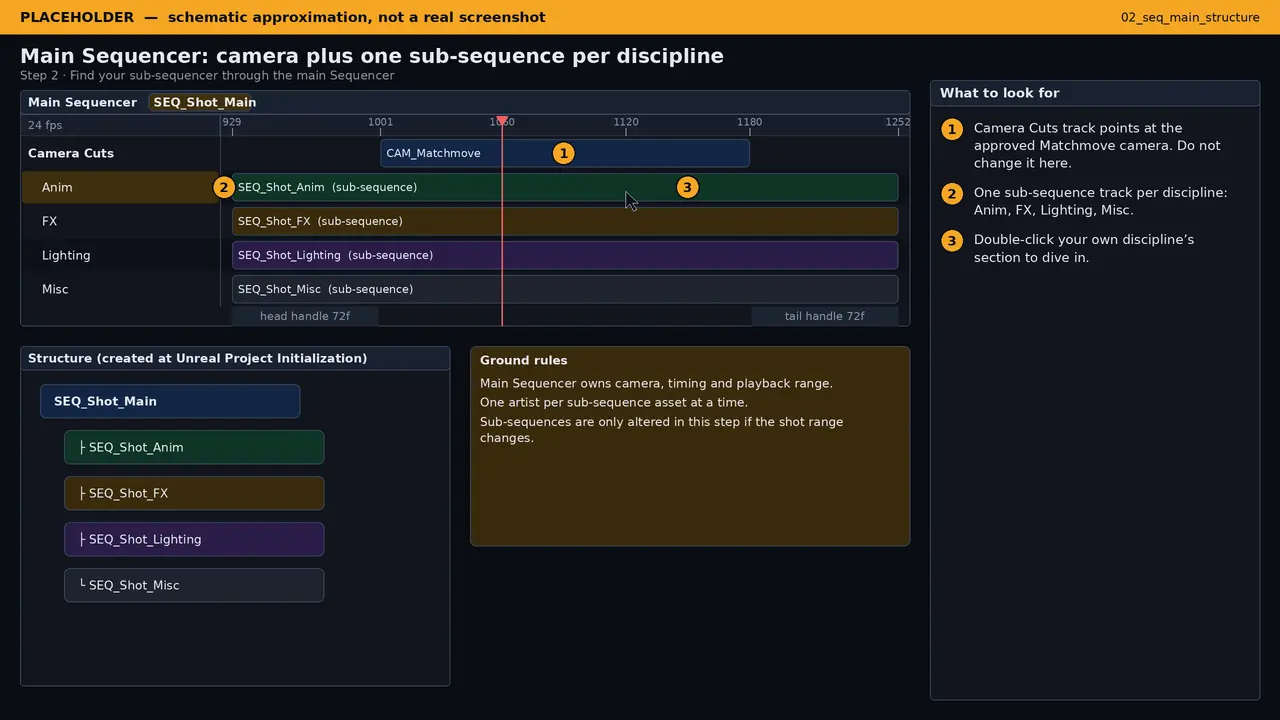 PLACEHOLDER — schematic approximation, not a real screenshot
02_seq_main_structure
Main Sequencer: camera plus one sub-sequence per discipline
Step 2 · Find your sub-sequencer through the main Sequencer
Main Sequencer SEQ_Shot_Main
24 fps
929 1001 1060 1120 1180 1252
Camera Cuts
CAM_Matchmove
1
Anim
2
SEQ_Shot_Anim (sub-sequence)
3
FX
SEQ_Shot_FX (sub-sequence)
Lighting
SEQ_Shot_Lighting (sub-sequence)
Misc
SEQ_Shot_Misc (sub-sequence)
head handle 72f
tail handle 72f
Structure (created at Unreal Project Initialization)
SEQ_Shot_Main
├ SEQ_Shot_Anim
├ SEQ_Shot_FX
├ SEQ_Shot_Lighting
└ SEQ_Shot_Misc
Ground rules
Main Sequencer owns camera, timing and playback range.
One artist per sub-sequence asset at a time.
Sub-sequences are only altered in this step if the shot range
changes.
What to look for
1 Camera Cuts track points at the
approved Matchmove camera. Do not
change it here.
2 One sub-sequence track per discipline:
Anim, FX, Lighting, Misc.
3 Double-click your own discipline’s
section to dive in.